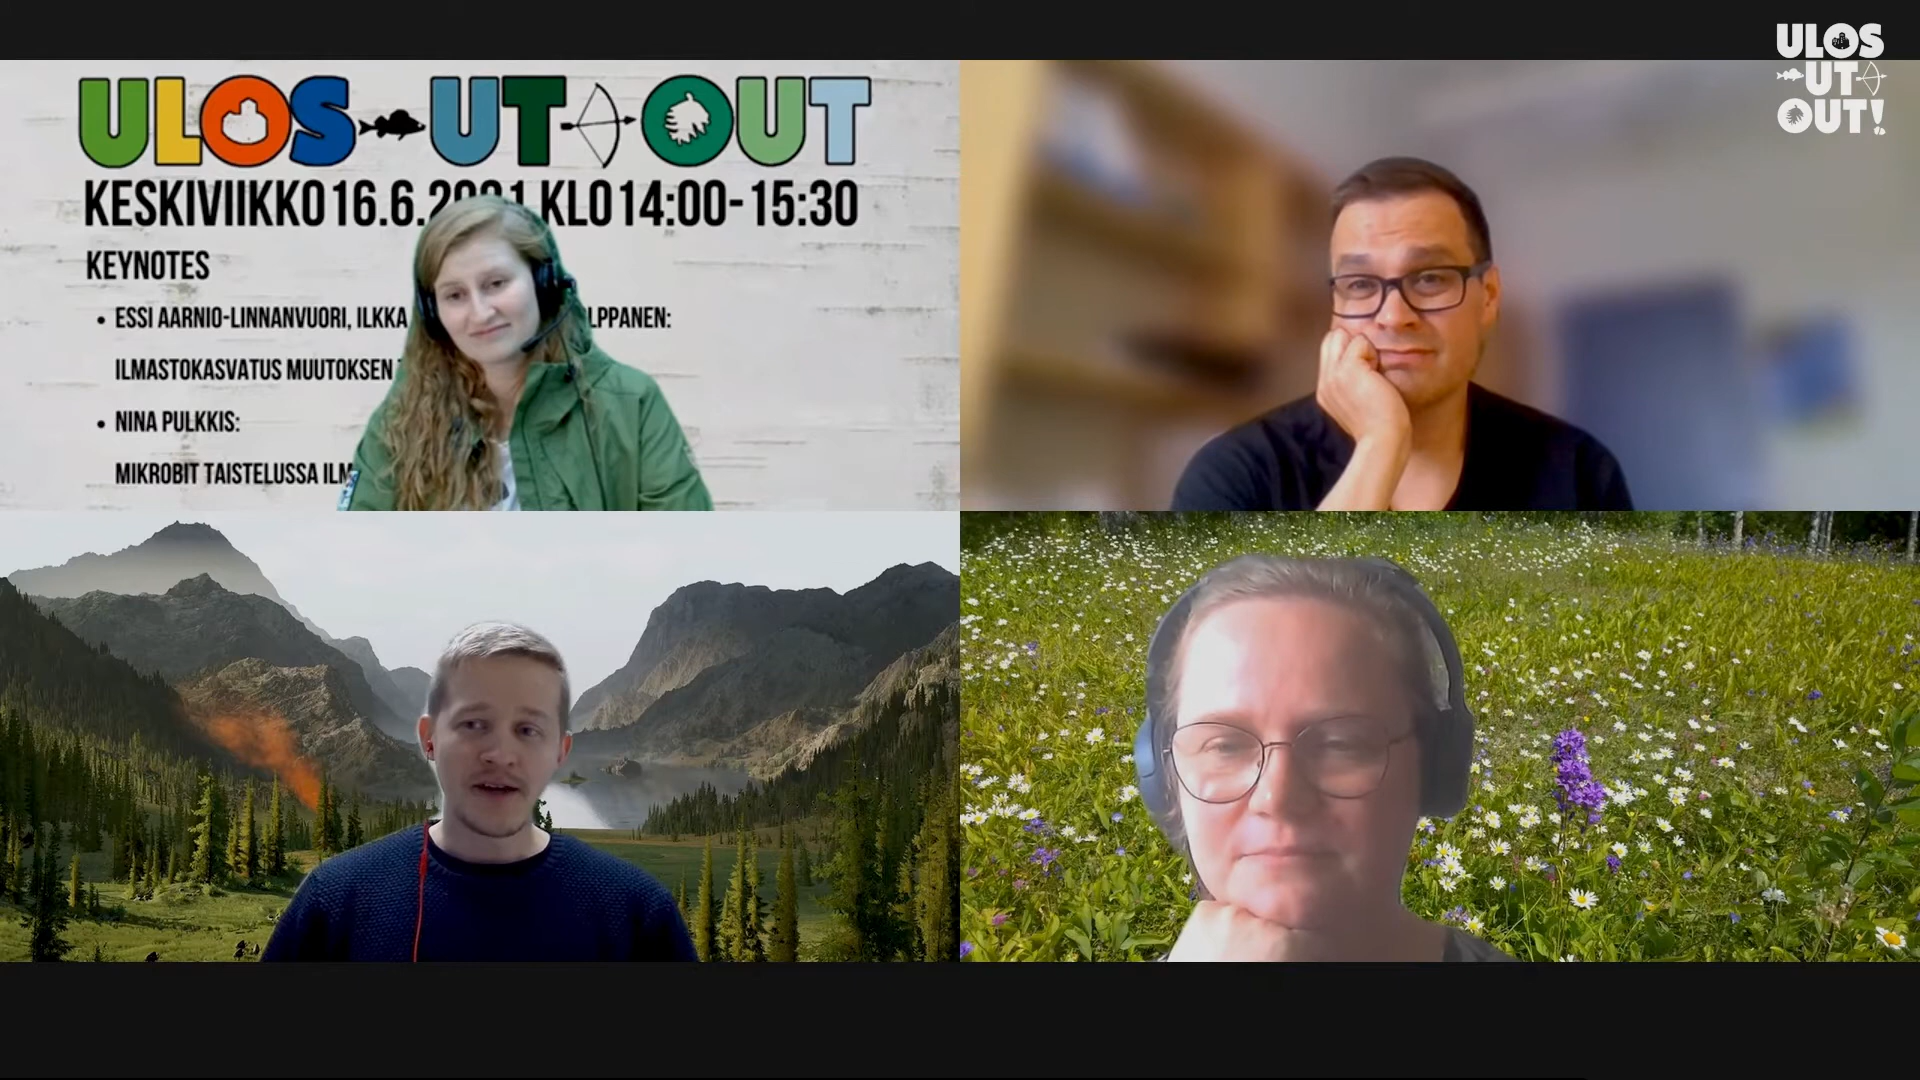 ULOS UT OUT
KESKIVIIKKO 16.6. KLO 14:00-15:30
KEYNOTES
• ESSI AARNIO-LINNANVUORI, ILKKA LPPANEN:
ILMASTOKASVATUS MUUTOKSEN
• NINA PULKKIS:
MIKROBIT TAISTELUSSA ILM
ULOS
UT
OUT!